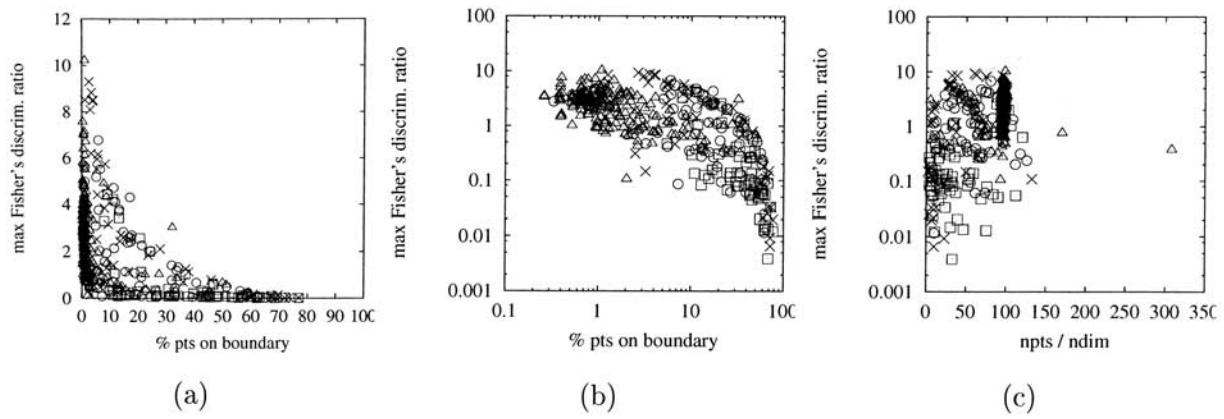 max Fisher's discrim. ratio
12
10
8
6
4
2
0
0 10 20 30 40 50 60 70 80 90 100
% pts on boundary
(a)
max Fisher's discrim. ratio
100
10
1
0.1
0.01
0.001
0.1 1 10 100
% pts on boundary
(b)
max Fisher's discrim. ratio
100
10
1
0.1
0.01
0.001
0 50 100 150 200 250 300 350
npts / ndim
(c)